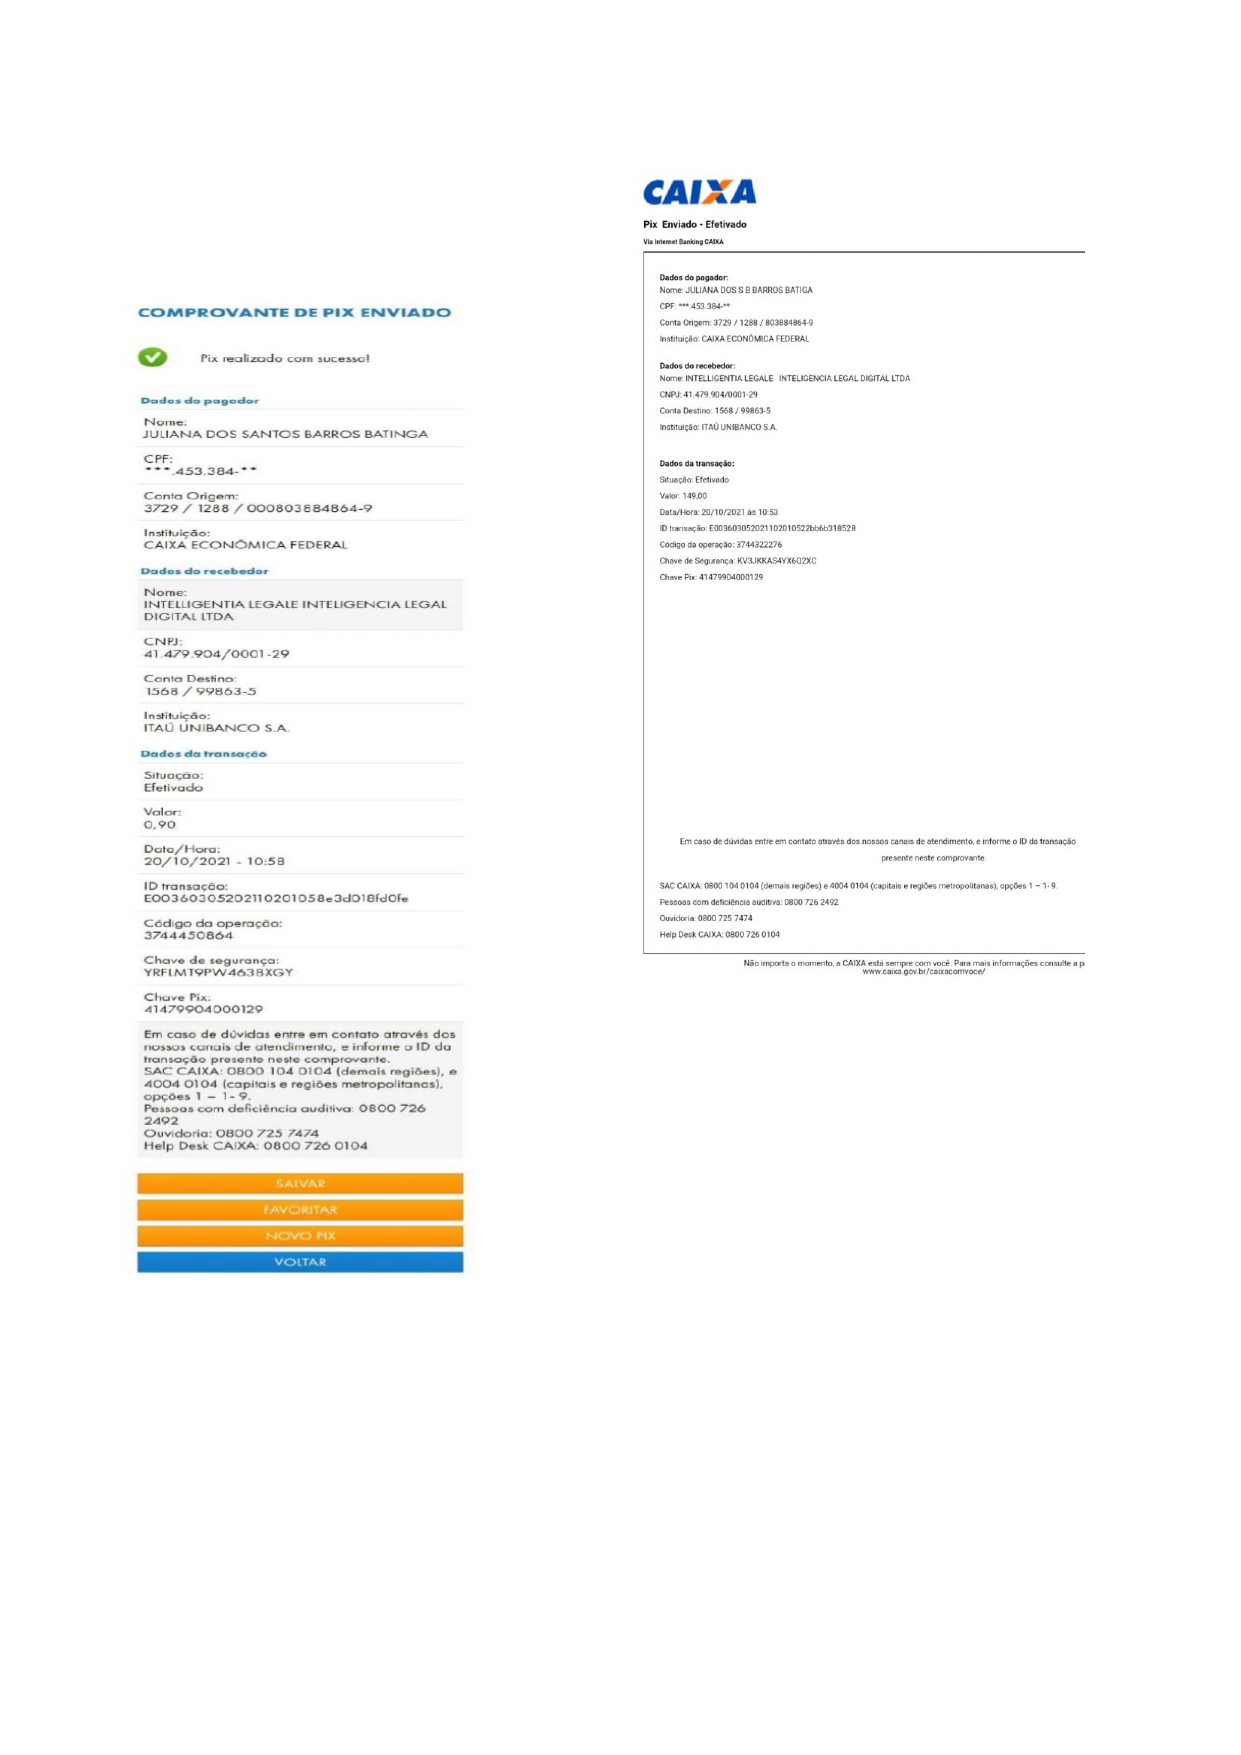 COMPROVANTE DE PIX ENVIADO
Pix realizado com sucesso!
Dados do pagador
Nome:
JULIANA DOS SANTOS BARROS BATINGA
CPF:
***.453.384-**
Conta Origem:
3729 / 1288 / 000803884864-9
Instituição:
CAIXA ECONÔMICA FEDERAL
Dados do recebedor
Nome:
INTELLIGENTIA LEGALE INTELIGENCIA LEGAL
DIGITAL LTDA
CNPJ:
41.479.904/0001-29
Conta Destino:
1568 / 99863-5
Instituição:
ITAÚ UNIBANCO S.A.
Dados da transação
Situação:
Efetivado
Valor:
0,90
Data/Hora:
20/10/2021 - 10:58
ID transação:
E00360305202110201058e3d018fd0fe
Código da operação:
3744450864
Chave de segurança:
YRFLMT9PW4638XGY
Chave Pix:
41479904000129
Em caso de dúvidas entre em contato através dos
nossos canais de atendimento, e informe o ID da
transação presente neste comprovante.
SAC CAIXA: 0800 104 0104 (demais regiões), e
4004 0104 (capitais e regiões metropolitanas),
opções 1 – 1- 9.
Pessoas com deficiência auditiva: 0800 726
2492
Ouvidoria: 0800 725 7474
Help Desk CAIXA: 0800 726 0104
SALVAR
FAVORITAR
NOVO PIX
VOLTAR
CAIXA
Pix Enviado - Efetivado
Via Internet Banking CAIXA
Dados do pagador:
Nome: JULIANA DOS S B BARROS BATIGA
CPF: ***.453.384-**
Conta Origem: 3729 / 1288 / 803884864-9
Instituição: CAIXA ECONÔMICA FEDERAL
Dados do recebedor:
Nome: INTELLIGENTIA LEGALE INTELIGENCIA LEGAL DIGITAL LTDA
CNPJ: 41.479.904/0001-29
Conta Destino: 1568 / 99863-5
Instituição: ITAÚ UNIBANCO S.A.
Dados da transação:
Situação: Efetivado
Valor: 149,00
Data/Hora: 20/10/2021 às 10:53
ID transação: E003603052021102010522bb6b318528
Código da operação: 3744322276
Chave de Segurança: KV3JKKAS4YX6Q2XC
Chave Pix: 41479904000129
Em caso de dúvidas entre em contato através dos nossos canais de atendimento, e informe o ID da transação
presente neste comprovante.
SAC CAIXA: 0800 104 0104 (demais regiões) e 4004 0104 (capitais e regiões metropolitanas), opções 1 – 1- 9.
Pessoas com deficiência auditiva: 0800 726 2492
Ouvidoria: 0800 725 7474
Help Desk CAIXA: 0800 726 0104
Não importa o momento, a CAIXA está sempre com você. Para mais informações consulte a p
www.caixa.gov.br/caixacomvoce/